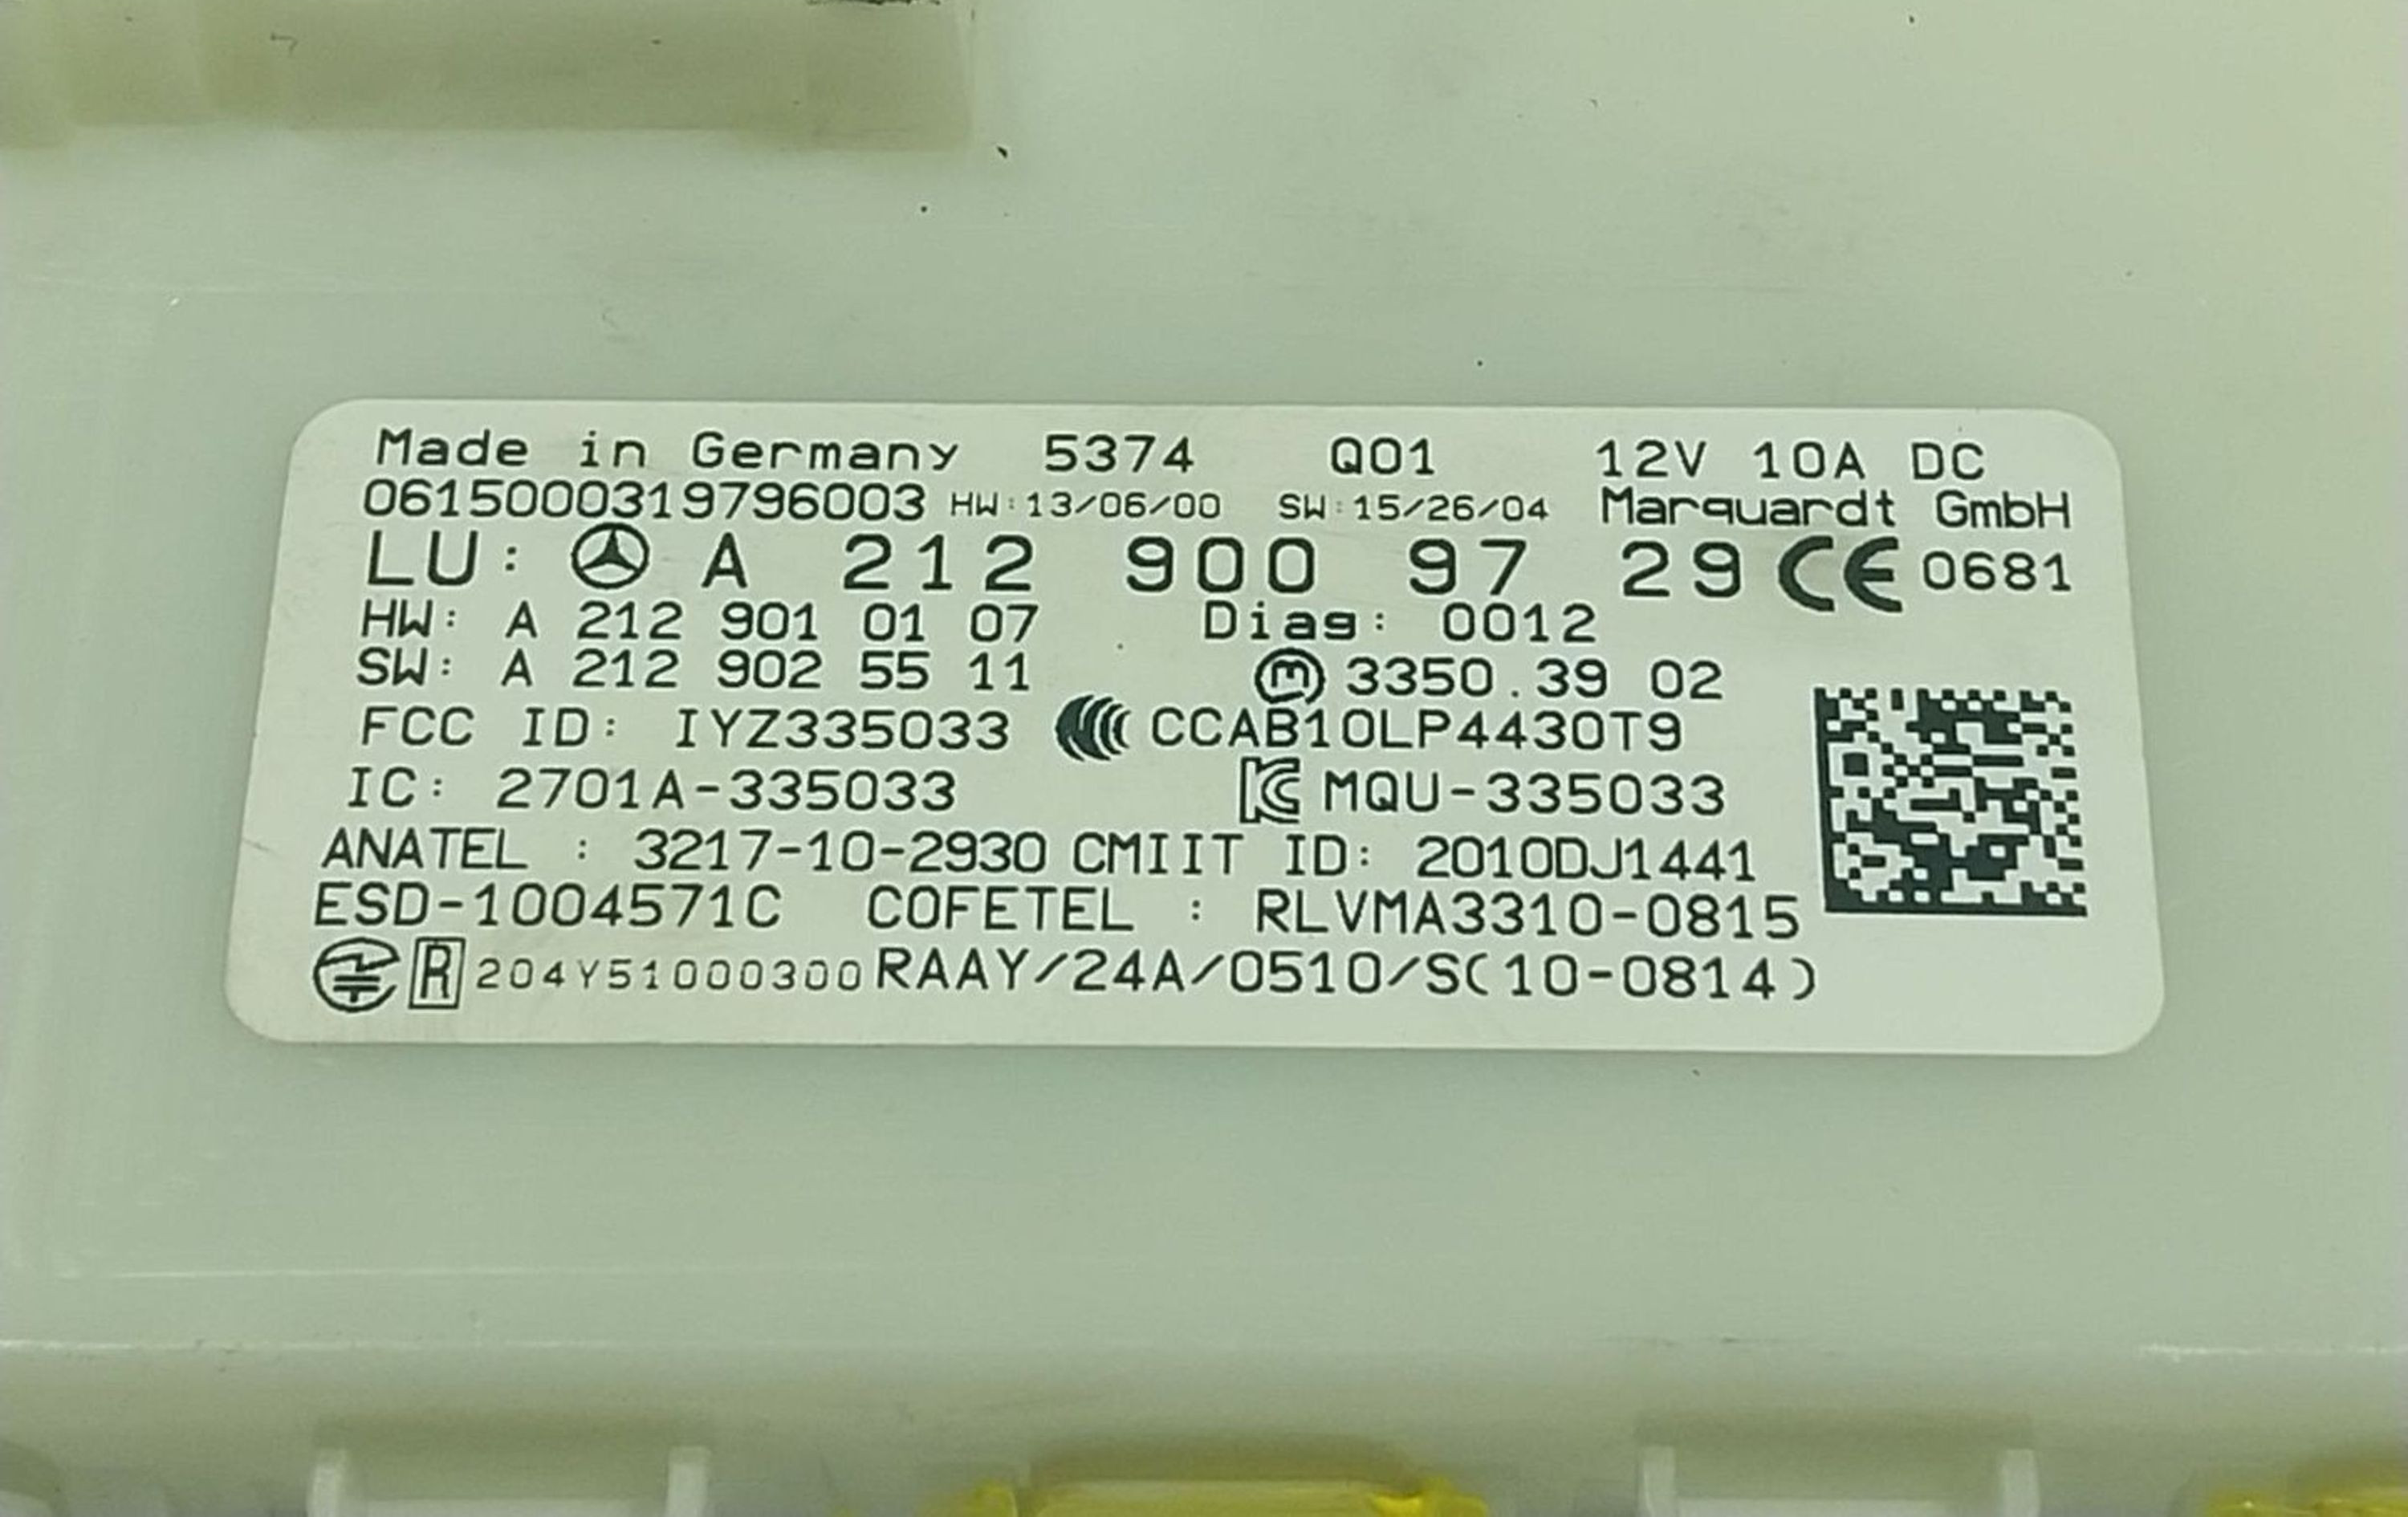 Made in Germany 5374 Q01 12V 10A DC
0615000319796003 HW:13/06/00 SW:15/26/04 Marquardt GmbH
LU: A 212 900 97 29 CE 0681
HW: A 212 901 01 07 Diag: 0012
SW: A 212 902 55 11 m 3350.39 02
FCC ID: IYZ335033 CCAB10LP4430T9
IC: 2701A-335033 KC MQU-335033
ANATEL : 3217-10-2930 CMIIT ID: 2010DJ1441
ESD-1004571C COFETEL : RLVMA3310-0815
R 204Y51000300 RAAY/24A/0510/S(10-0814)